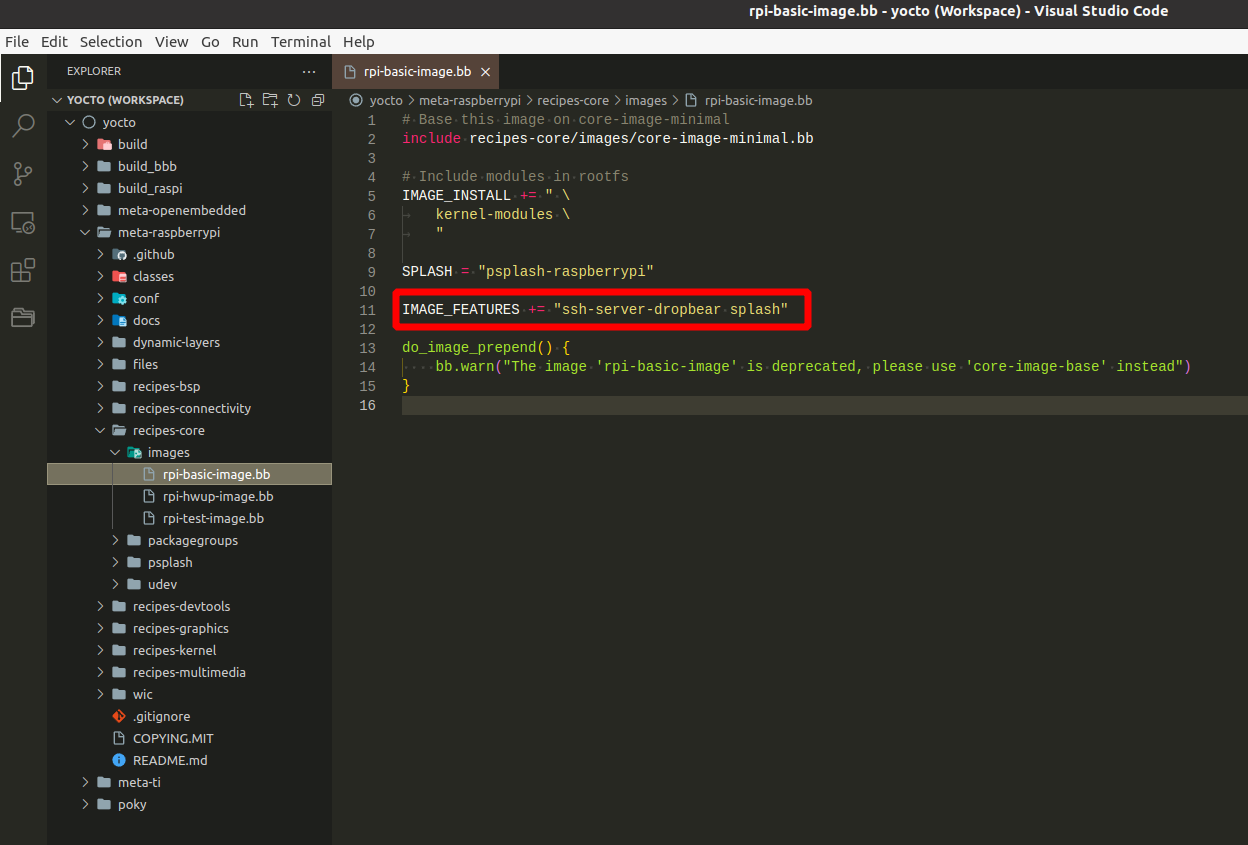 rpi-basic-image.bb - yocto (Workspace) - Visual Studio Code
File Edit Selection View Go Run Terminal Help
EXPLORER
rpi-basic-image.bb
YOCTO (WORKSPACE)
yocto
build
build_bbb
build_raspi
meta-openembedded
meta-raspberrypi
.github
classes
conf
docs
dynamic-layers
files
recipes-bsp
recipes-connectivity
recipes-core
images
rpi-basic-image.bb
rpi-hwup-image.bb
rpi-test-image.bb
packagegroups
psplash
udev
recipes-devtools
recipes-graphics
recipes-kernel
recipes-multimedia
wic
.gitignore
COPYING.MIT
README.md
meta-ti
poky
yocto > meta-raspberrypi > recipes-core > images > rpi-basic-image.bb
1 # Base this image on core-image-minimal
2 include recipes-core/images/core-image-minimal.bb
3
4 # Include modules in rootfs
5 IMAGE_INSTALL += " \
6 kernel-modules \
7 "
8
9 SPLASH = "psplash-raspberrypi"
10
11 IMAGE_FEATURES += "ssh-server-dropbear splash"
12
13 do_image_prepend() {
14 bb.warn("The image 'rpi-basic-image' is deprecated, please use 'core-image-base' instead")
15 }
16